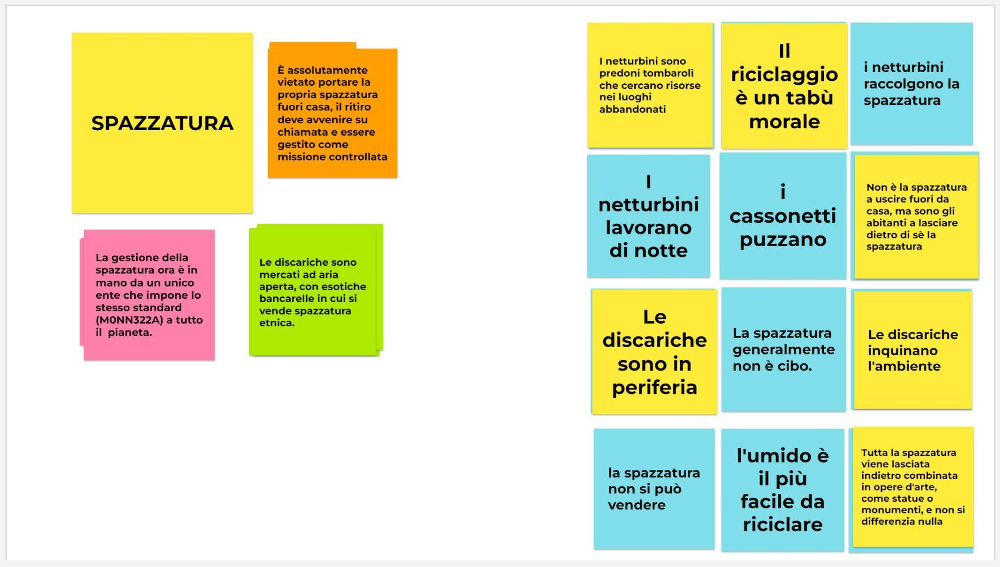 SPAZZATURA
È assolutamente
vietato portare la
propria spazzatura
fuori casa, il ritiro
deve avvenire su
chiamata e essere
gestito come
missione controllata
La gestione della
spazzatura ora è in
mano da un unico
ente che impone lo
stesso standard
(M0NN322A) a tutto
il  pianeta.
Le discariche sono
mercati ad aria
aperta, con esotiche
bancarelle in cui si
vende spazzatura
etnica.
I netturbini sono
predoni tombaroli
che cercano risorse
nei luoghi
abbandonati
Il
riciclaggio
è un tabù
morale
i netturbini
raccolgono la
spazzatura
I
netturbini
lavorano
di notte
i
cassonetti
puzzano
Non è la spazzatura
a uscire fuori da
casa, ma sono gli
abitanti a lasciare
dietro di sè la
spazzatura
Le
discariche
sono in
periferia
La spazzatura
generalmente
non è cibo.
Le discariche
inquinano
l'ambiente
la spazzatura
non si può
vendere
l'umido è
il più
facile da
riciclare
Tutta la spazzatura
viene lasciata
indietro combinata
in opere d'arte,
come statue o
monumenti, e non si
differenzia nulla